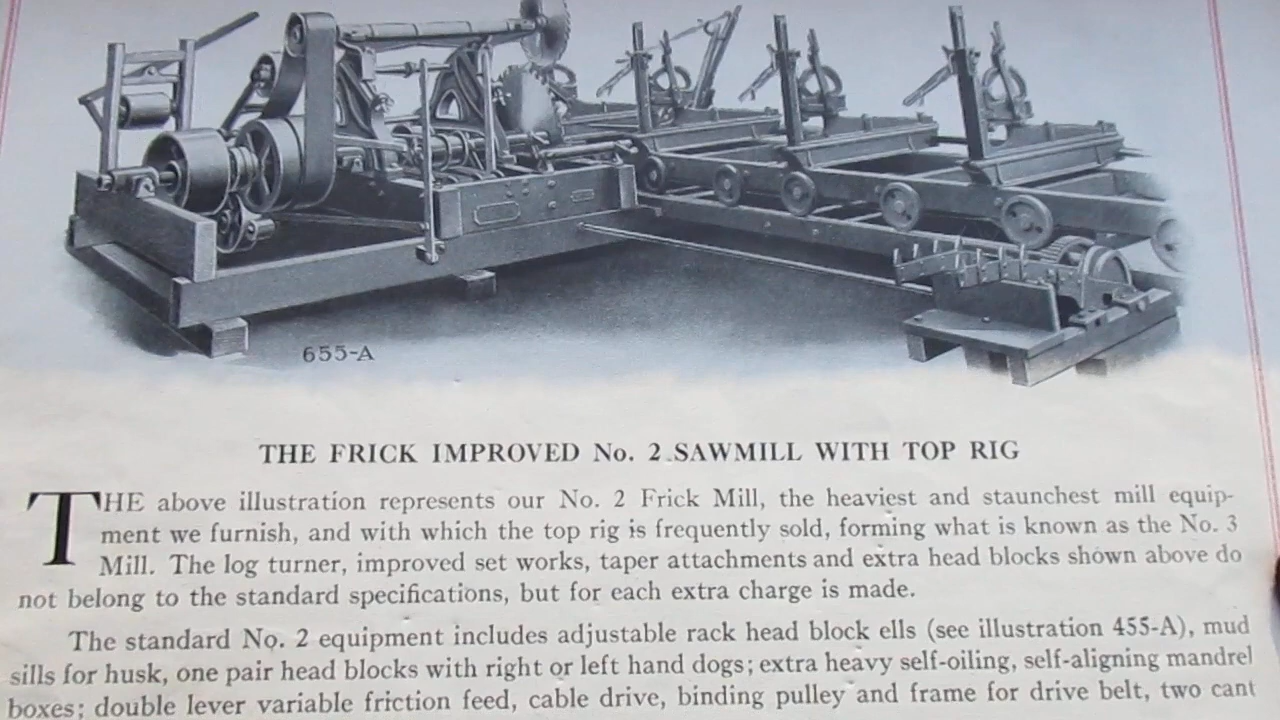 655-A
THE FRICK IMPROVED No. 2 SAWMILL WITH TOP RIG
THE above illustration represents our No. 2 Frick Mill, the heaviest and staunchest mill equip-
ment we furnish, and with which the top rig is frequently sold, forming what is known as the No. 3
Mill. The log turner, improved set works, taper attachments and extra head blocks shown above do
not belong to the standard specifications, but for each extra charge is made.
The standard No. 2 equipment includes adjustable rack head block ells (see illustration 455-A), mud
sills for husk, one pair head blocks with right or left hand dogs; extra heavy self-oiling, self-aligning mandrel
boxes; double lever variable friction feed, cable drive, binding pulley and frame for drive belt, two cant